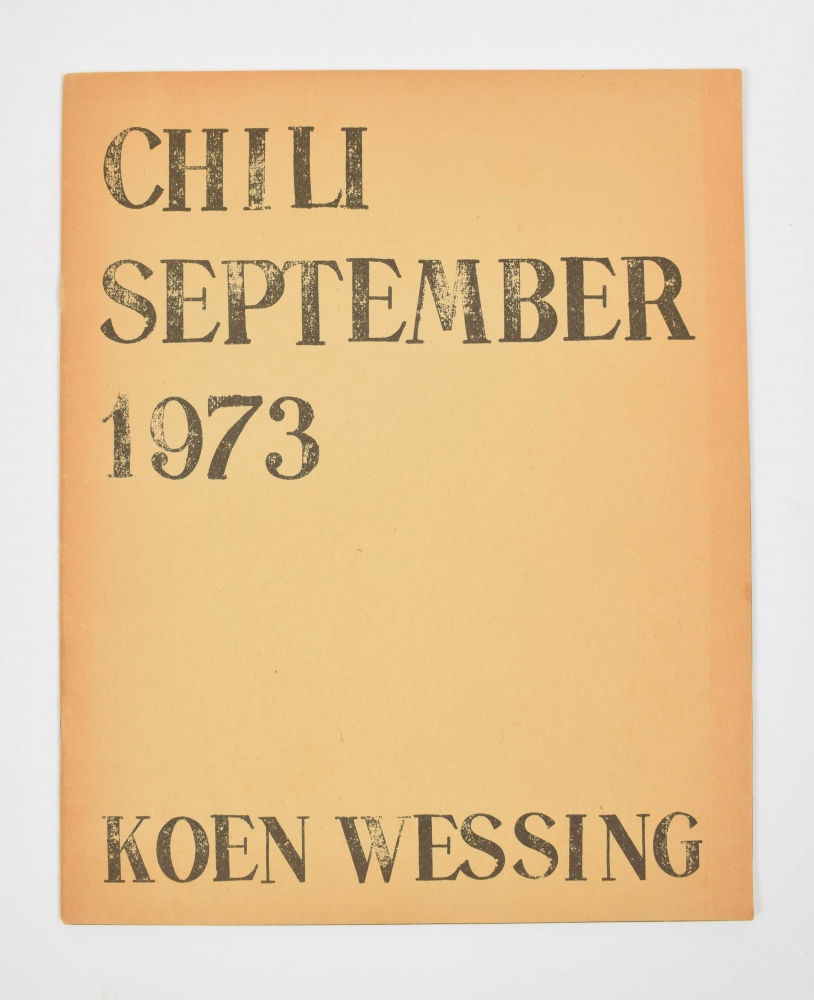 CHILI
SEPTEMBER
1973
KOEN WESSING